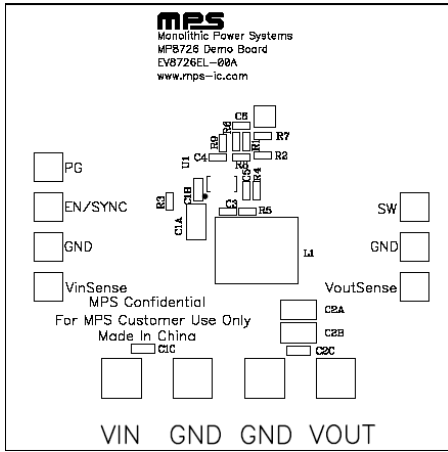 mps
Monolithic Power Systems
MP8726 Demo Board
EV8726EL-00A
www.mps-ic.com
C6
R6
R9
R1
R7
U1
C4
R8
R2
PG
C5
R4
C1B
EN/SYNC
R3
C1A
C3
R5
SW
GND
L1
GND
VinSense
VoutSense
MPS Confidential
For MPS Customer Use Only
Made In China
C2A
C2B
C1C
C2C
VIN GND GND VOUT